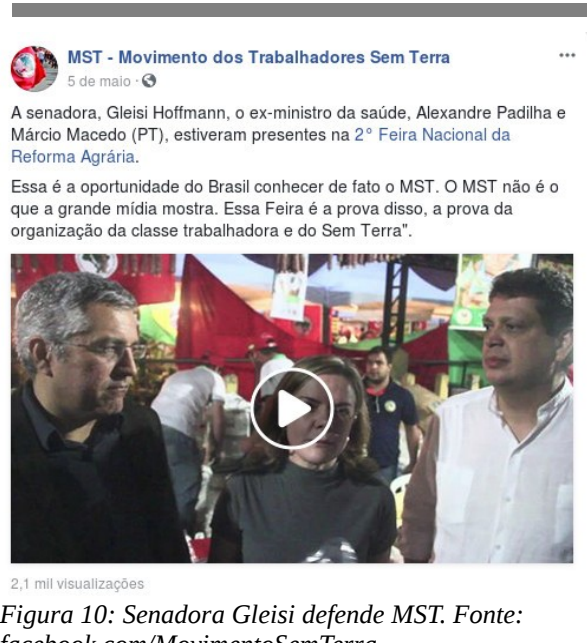 MST - Movimento dos Trabalhadores Sem Terra
5 de maio ·
A senadora, Gleisi Hoffmann, o ex-ministro da saúde, Alexandre Padilha e
Márcio Macedo (PT), estiveram presentes na 2° Feira Nacional da
Reforma Agrária.
Essa é a oportunidade do Brasil conhecer de fato o MST. O MST não é o
que a grande mídia mostra. Essa Feira é a prova disso, a prova da
organização da classe trabalhadora e do Sem Terra".
2,1 mil visualizações
Figura 10: Senadora Gleisi defende MST. Fonte:
facebook.com/MovimentoSemTerra